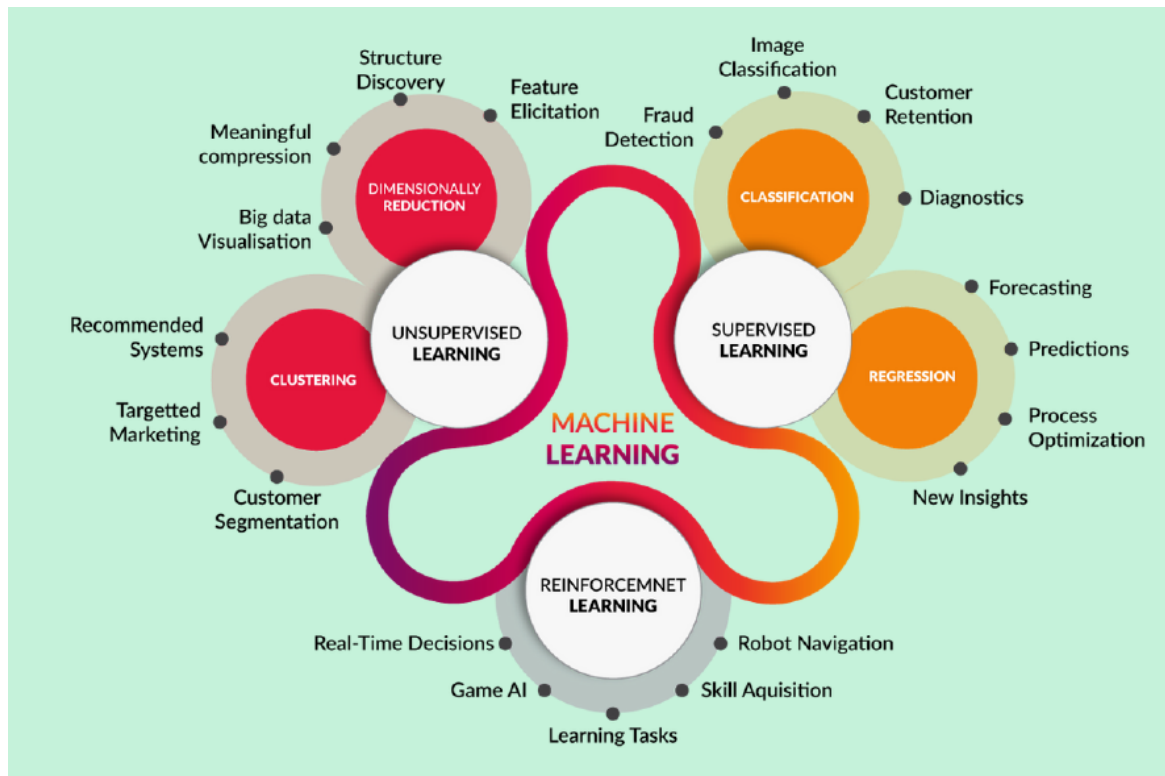 Structure
Discovery
Feature
Elicitation
Meaningful
compression
Big data
Visualisation
DIMENSIONALLY
REDUCTION
Recommended
Systems
Targetted
Marketing
Customer
Segmentation
CLUSTERING
UNSUPERVISED
LEARNING
Image
Classification
Fraud
Detection
Customer
Retention
Diagnostics
CLASSIFICATION
SUPERVISED
LEARNING
Forecasting
Predictions
Process
Optimization
New Insights
REGRESSION
MACHINE
LEARNING
REINFORCEMNET
LEARNING
Real-Time Decisions
Game AI
Learning Tasks
Skill Aquisition
Robot Navigation